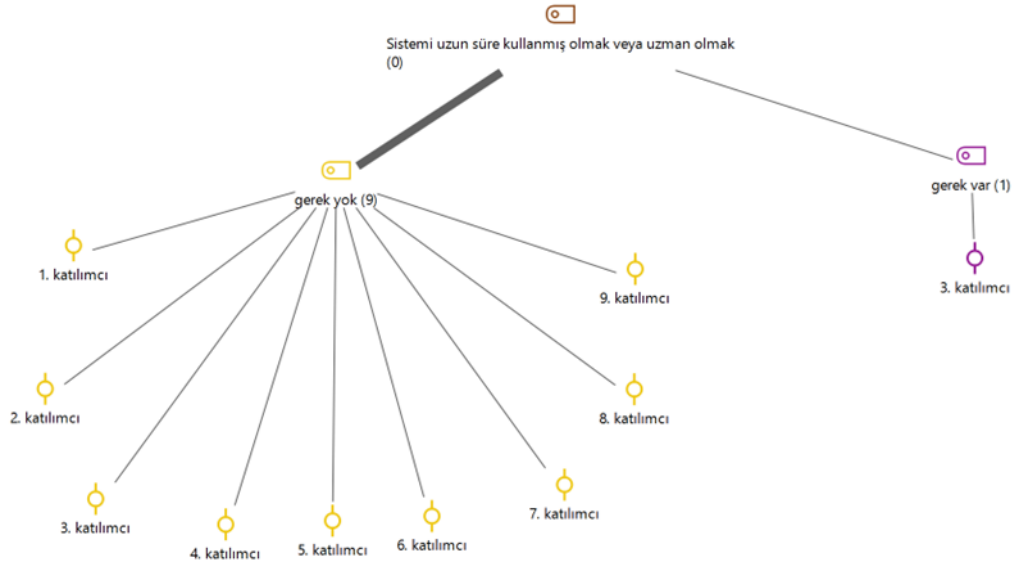 Sistemi uzun süre kullanmış olmak veya uzman olmak
(0)
gerek yok (9)
gerek var (1)
1. katılımcı
9. katılımcı
3. katılımcı
2. katılımcı
8. katılımcı
3. katılımcı
4. katılımcı
5. katılımcı
6. katılımcı
7. katılımcı